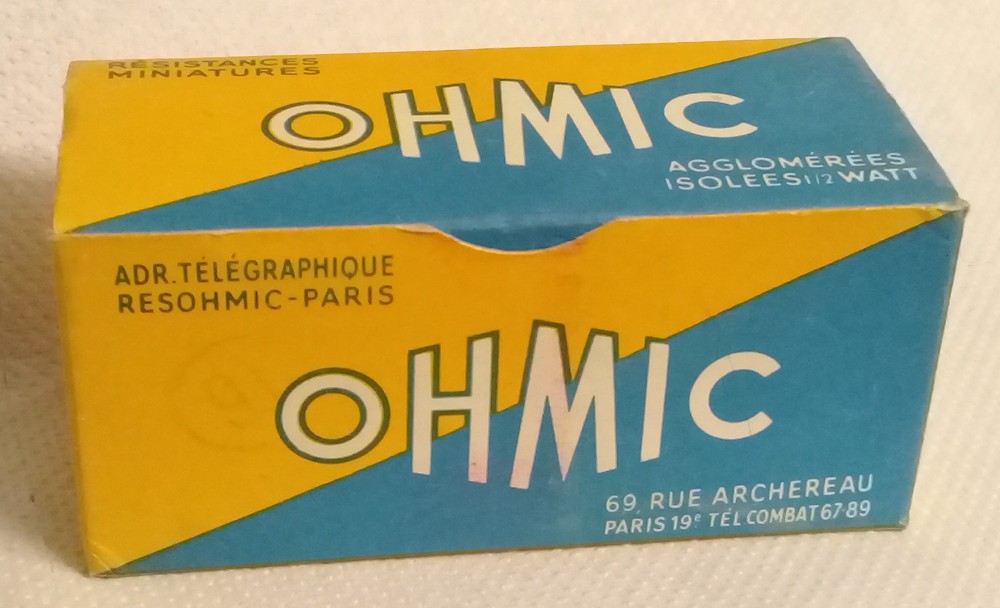 RÉSISTANCES
MINIATURES
OHMIC
AGGLOMÉRÉES
ISOLEES 1/2 WATT
ADR. TÉLÉGRAPHIQUE
RESOHMIC-PARIS
OHMIC
69, RUE ARCHEREAU
PARIS 19e TÉL COMBAT 67-89